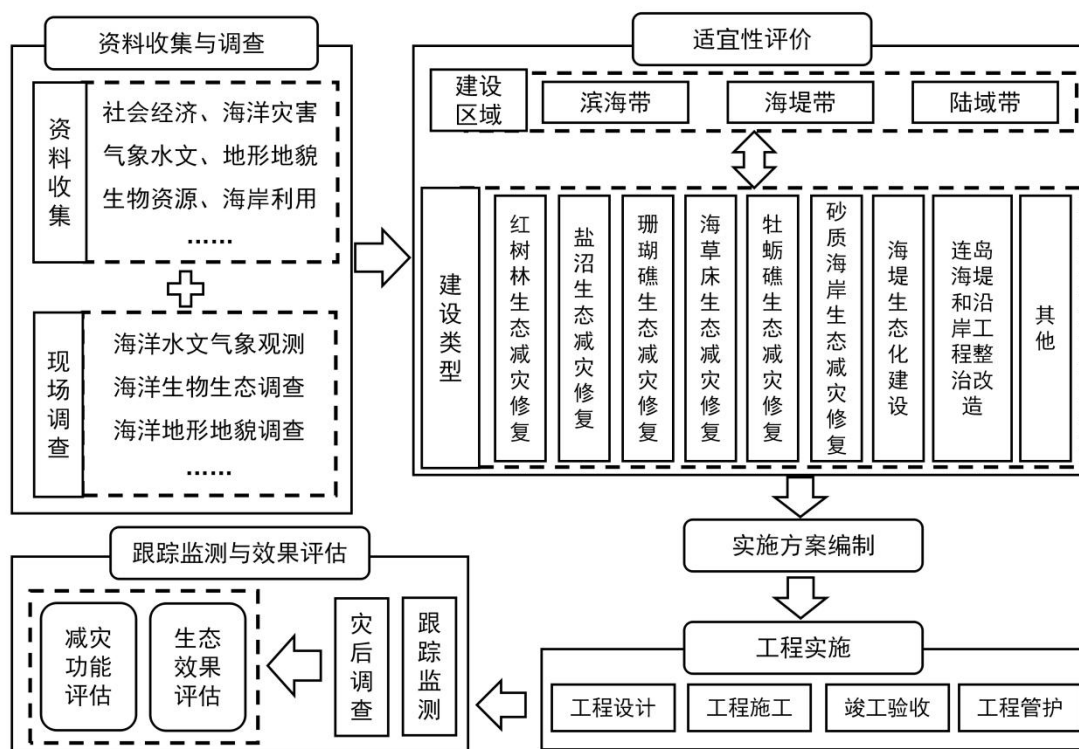 资料收集与调查
资料收集
社会经济、海洋灾害
气象水文、地形地貌
生物资源、海岸利用
……
现场调查
海洋水文气象观测
海洋生物生态调查
海洋地形地貌调查
……
适宜性评价
建设
区域
滨海带
海堤带
陆域带
建设类型
红树林生态减灾修复
盐沼生态减灾修复
珊瑚礁生态减灾修复
海草床生态减灾修复
牡蛎礁生态减灾修复
砂质海岸生态减灾修复
海堤生态化建设
连岛
海堤
和沿
岸工
程整
治改
造
其他
实施方案编制
工程实施
工程设计
工程施工
竣工验收
工程管护
跟踪监测与效果评估
跟踪监测
灾后调查
生态
效果
评估
减灾
功能
评估